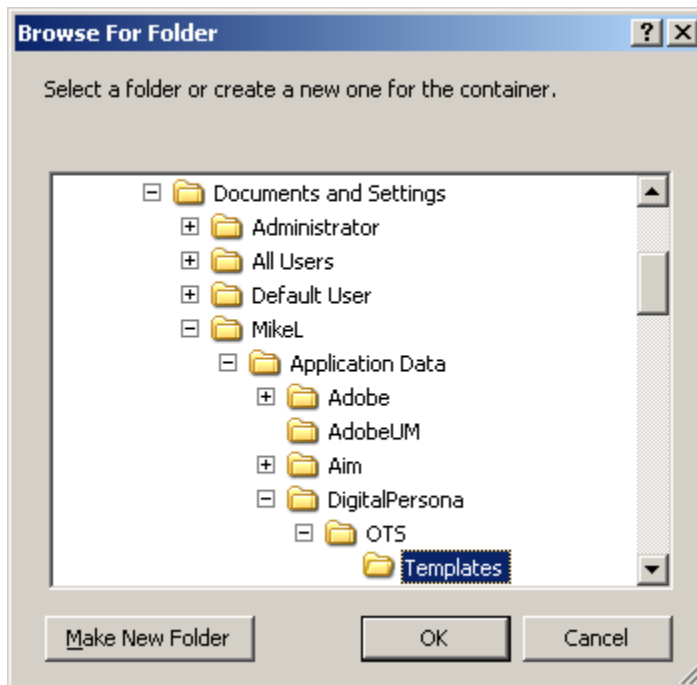 Browse For Folder
Select a folder or create a new one for the container.
Documents and Settings
Administrator
All Users
Default User
MikeL
Application Data
Adobe
AdobeUM
Aim
DigitalPersona
OTS
Templates
Make New Folder OK Cancel